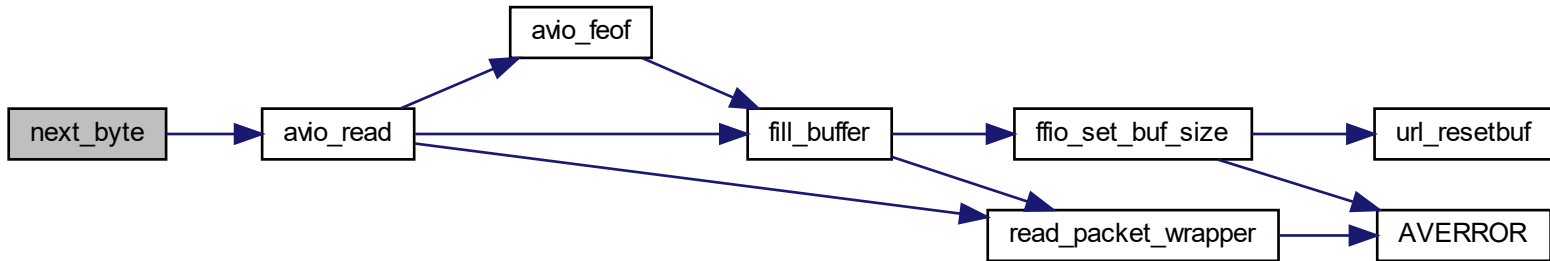 avio_feof
next_byte
avio_read
fill_buffer
ffio_set_buf_size
url_resetbuf
read_packet_wrapper
AVERROR